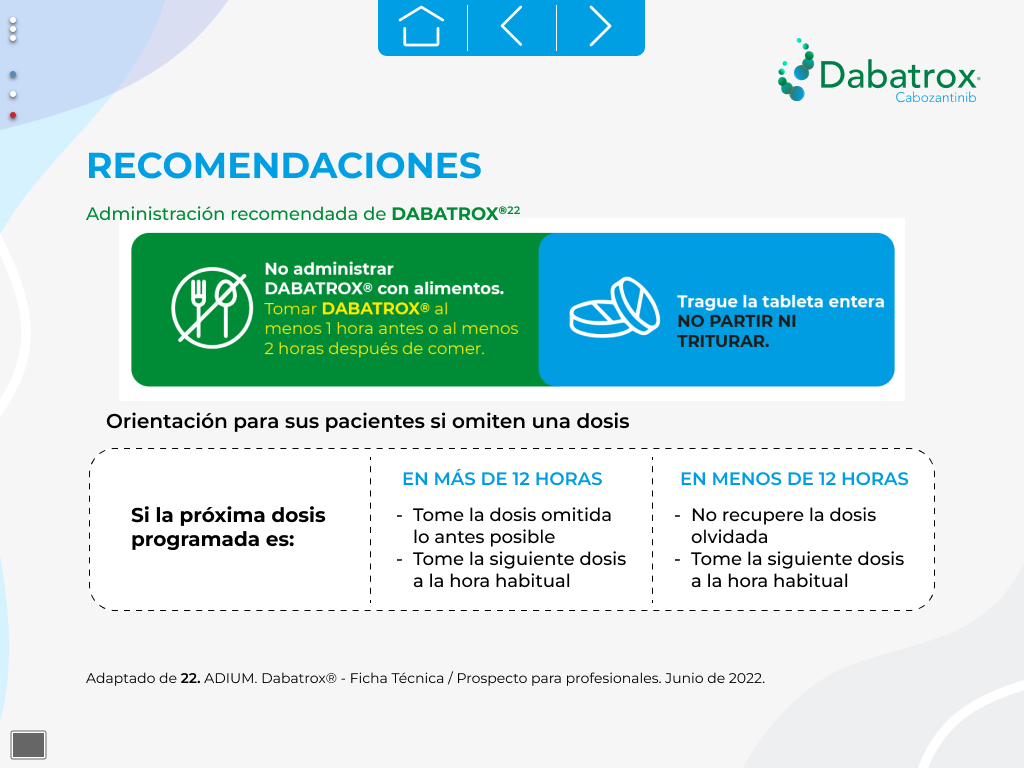 Dabatrox®
Cabozantinib
RECOMENDACIONES
Administración recomendada de DABATROX®22
No administrar
DABATROX® con alimentos.
Tomar DABATROX® al
menos 1 hora antes o al menos
2 horas después de comer.
Trague la tableta entera
NO PARTIR NI
TRITURAR.
Orientación para sus pacientes si omiten una dosis
Si la próxima dosis
programada es:
EN MÁS DE 12 HORAS
- Tome la dosis omitida
lo antes posible
- Tome la siguiente dosis
a la hora habitual
EN MENOS DE 12 HORAS
- No recupere la dosis
olvidada
- Tome la siguiente dosis
a la hora habitual
Adaptado de 22. ADIUM. Dabatrox® - Ficha Técnica / Prospecto para profesionales. Junio de 2022.